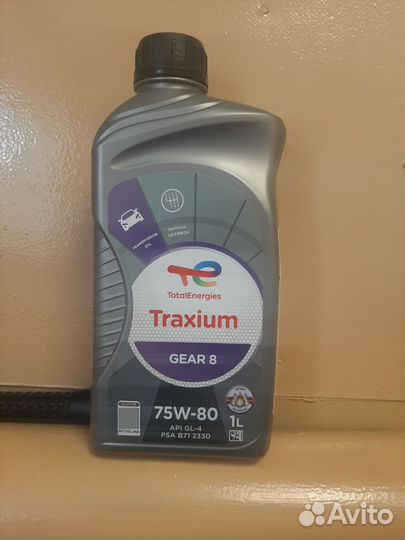 TRANSMISSION
OIL
MANUAL
GEARBOX
TotalEnergies
Traxium
GEAR 8
75W-80
API GL-4
PSA B71 2330
1L
Avito